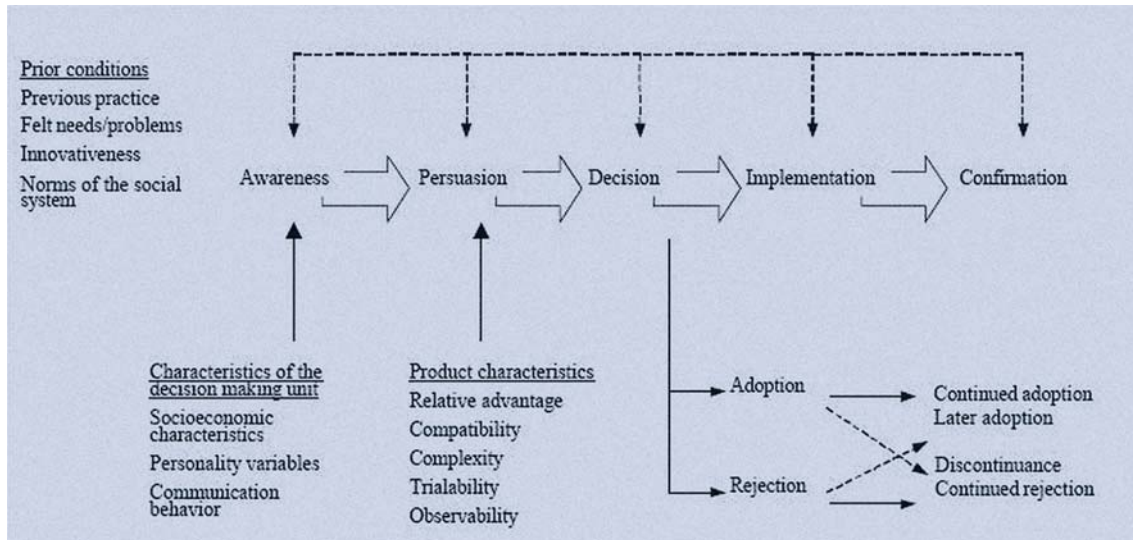 Prior conditions
Previous practice
Felt needs/problems
Innovativeness
Norms of the social
system
Awareness
Persuasion
Decision
Implementation
Confirmation
Characteristics of the
decision making unit
Socioeconomic
characteristics
Personality variables
Communication
behavior
Product characteristics
Relative advantage
Compatibility
Complexity
Trialability
Observability
Adoption
Rejection
Continued adoption
Later adoption
Discontinuance
Continued rejection